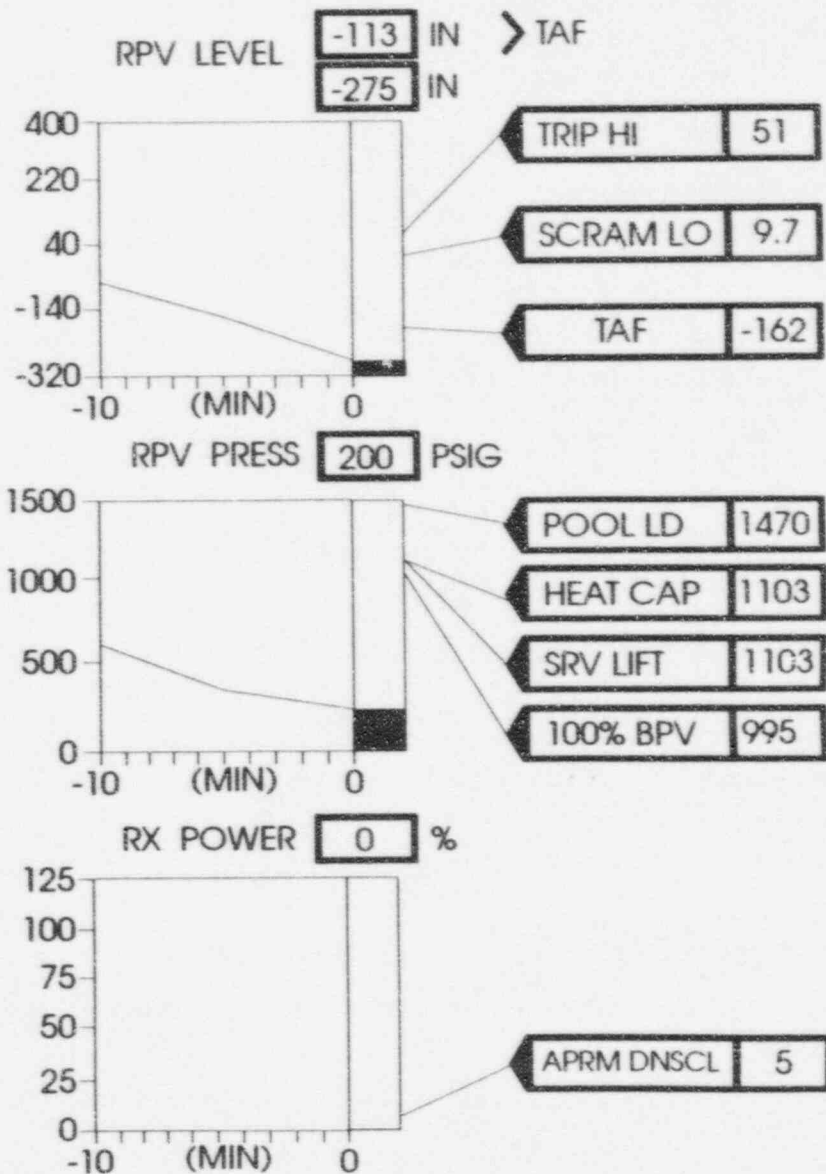 RPV LEVEL -113 IN > TAF
-275 IN
400
220
40
-140
-320
-10 (MIN) 0
TRIP HI 51
SCRAM LO 9.7
TAF -162
RPV PRESS 200 PSIG
1500
1000
500
0
-10 (MIN) 0
POOL LD 1470
HEAT CAP 1103
SRV LIFT 1103
100% BPV 995
RX POWER 0 %
125
100
75
50
25
0
-10 (MIN) 0
APRM DNSCL 5